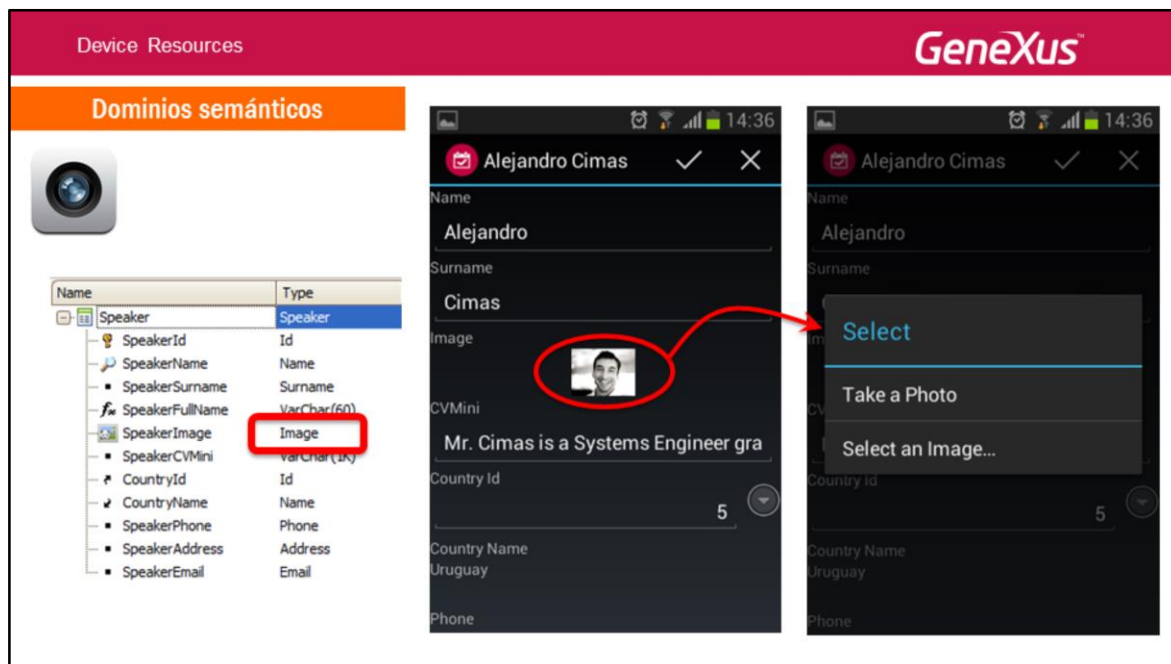 Device Resources
GeneXus™
Dominios semánticos
Name Type
Speaker Speaker
SpeakerId Id
SpeakerName Name
SpeakerSurname Surname
SpeakerFullName VarChar(60)
SpeakerImage Image
SpeakerCVMini VarChar(1K)
CountryId Id
CountryName Name
SpeakerPhone Phone
SpeakerAddress Address
SpeakerEmail Email
14:36
Alejandro Cimas
Name
Alejandro
Surname
Cimas
Image
CVMini
Mr. Cimas is a Systems Engineer gra
Country Id
5
Country Name
Uruguay
Phone
14:36
Alejandro Cimas
Name
Alejandro
Surname
Select
Take a Photo
Select an Image...
Country Id
5
Country Name
Uruguay
Phone